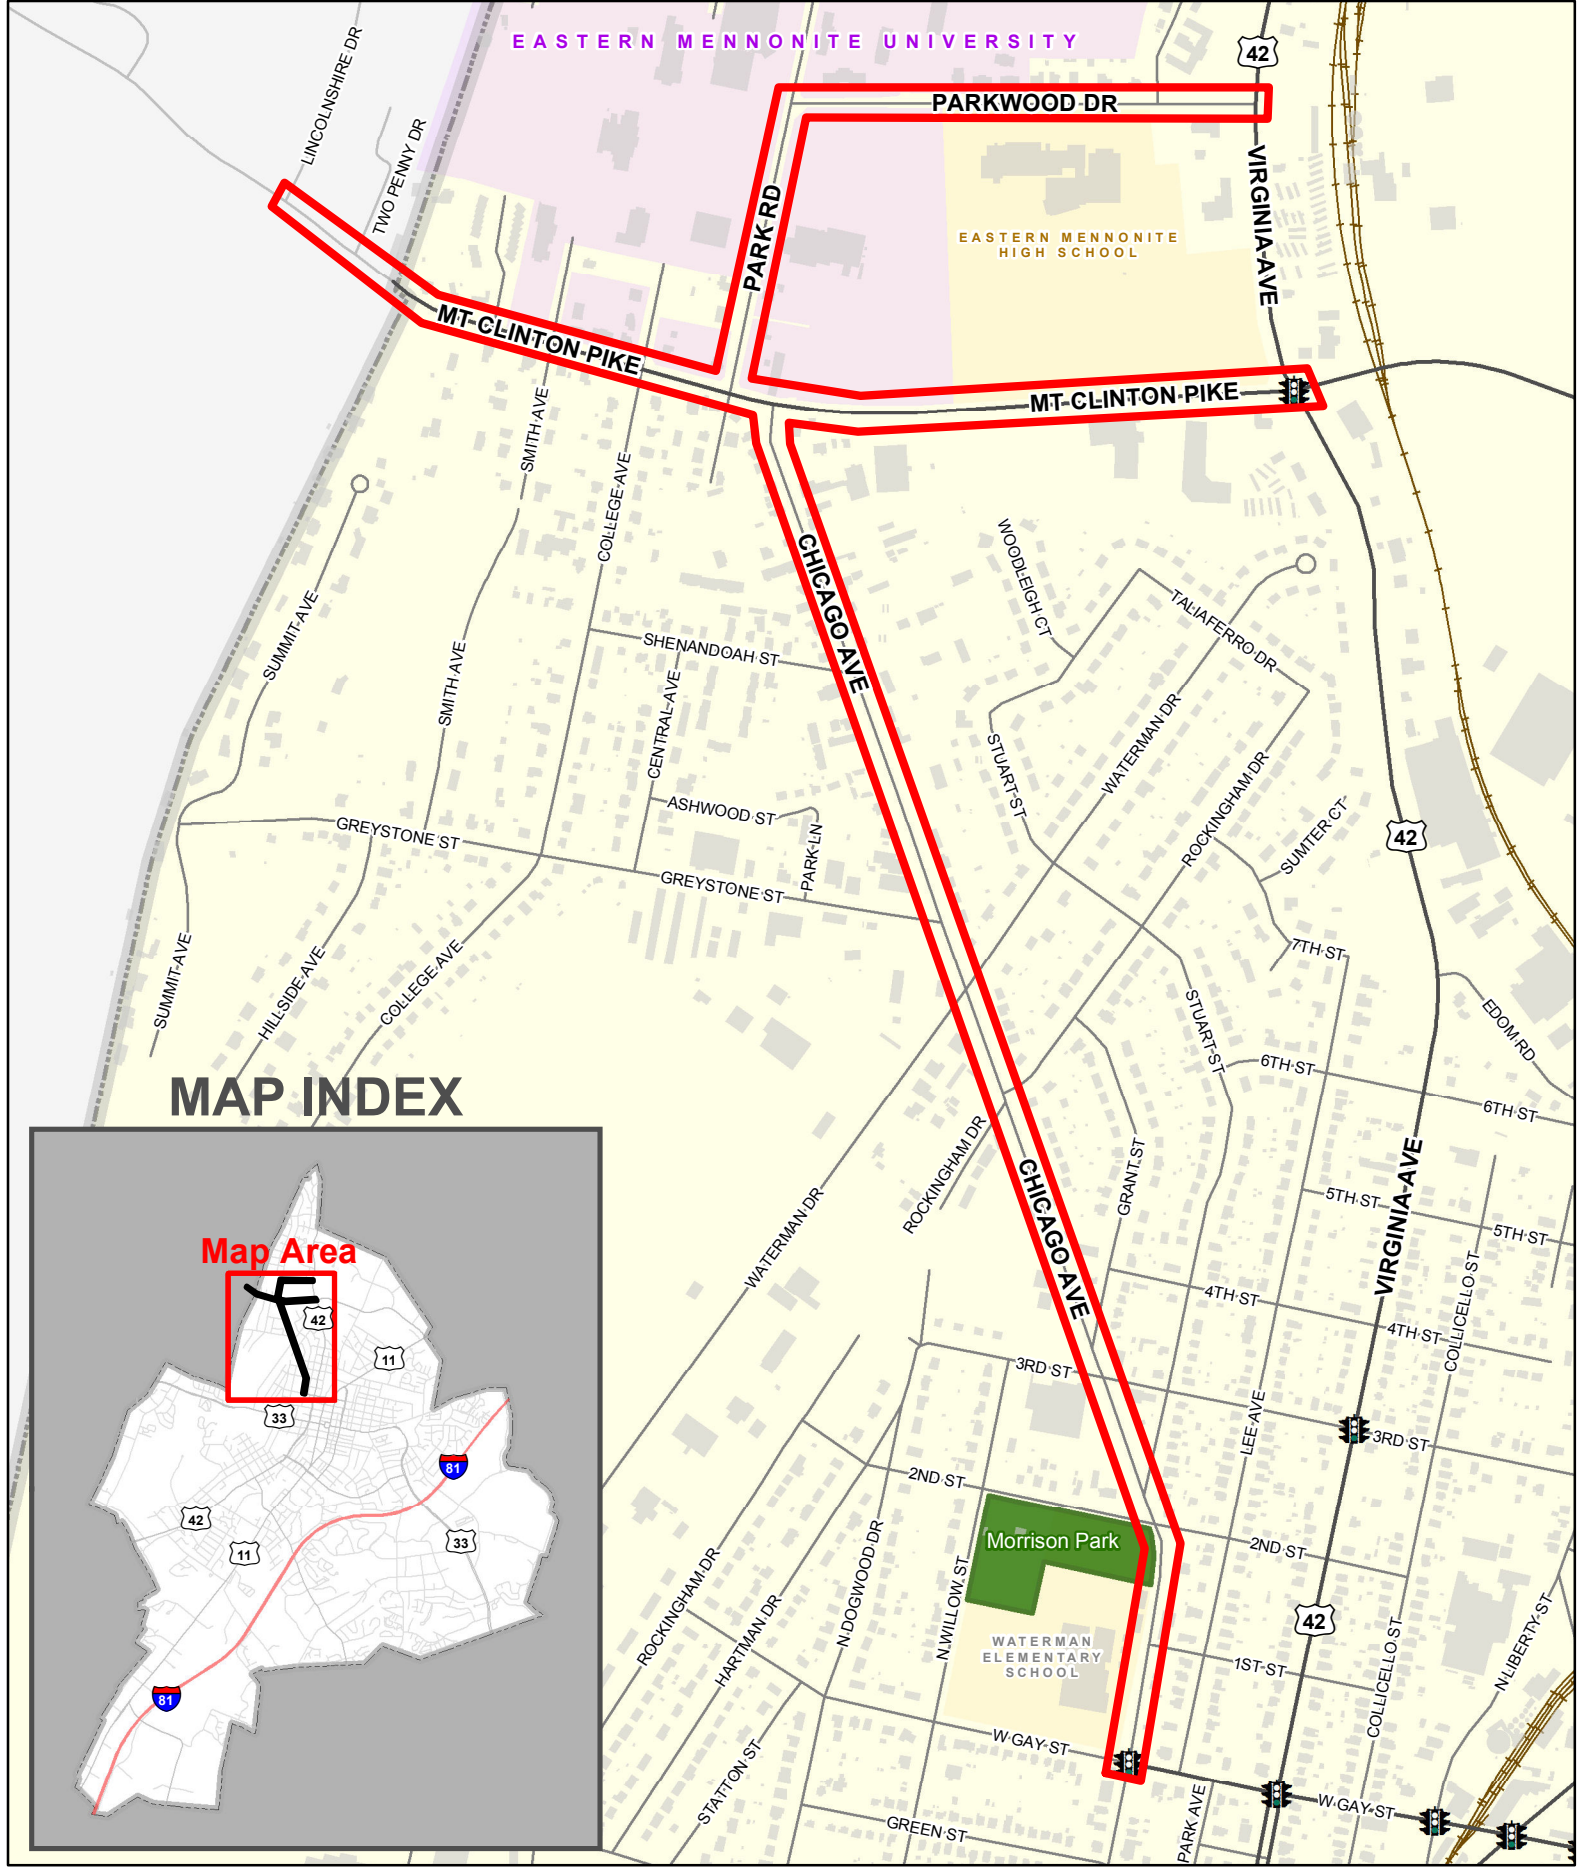 EASTERN MENNONITE UNIVERSITY
42
LINCOLNSHIRE DR
PARKWOOD DR
TWO PENNY DR
VIRGINIA AVE
PARK RD
EASTERN MENNONITE
HIGH SCHOOL
MT CLINTON PIKE
MT CLINTON PIKE
SMITH AVE
COLLEGE AVE
CHICAGO AVE
WOODLEIGH CT
TALIAFERRO DR
SUMMIT AVE
SHENANDOAH ST
SMITH AVE
CENTRAL AVE
WATERMAN DR
STUART ST
ROCKINGHAM DR
ASHWOOD ST
SUMTER CT
GREYSTONE ST
PARK LN
42
GREYSTONE ST
7TH ST
SUMMIT AVE
HILLSIDE AVE
COLLEGE AVE
STUART ST
EDOM RD
6TH ST
6TH ST
MAP INDEX
ROCKINGHAM DR
GRANT ST
CHICAGO AVE
5TH ST
5TH ST
VIRGINIA AVE
WATERMAN DR
Map Area
42
11
33
81
42
11
33
81
4TH ST
4TH ST
COLLICELLO ST
3RD ST
LEE AVE
3RD ST
2ND ST
Morrison Park
2ND ST
N DOGWOOD DR
N WILLOW ST
ROCKINGHAM DR
HARTMAN DR
42
WATERMAN
ELEMENTARY
SCHOOL
1ST ST
COLLICELLO ST
N LIBERTY ST
W GAY ST
STATTON ST
W GAY ST
GREEN ST
PARK AVE